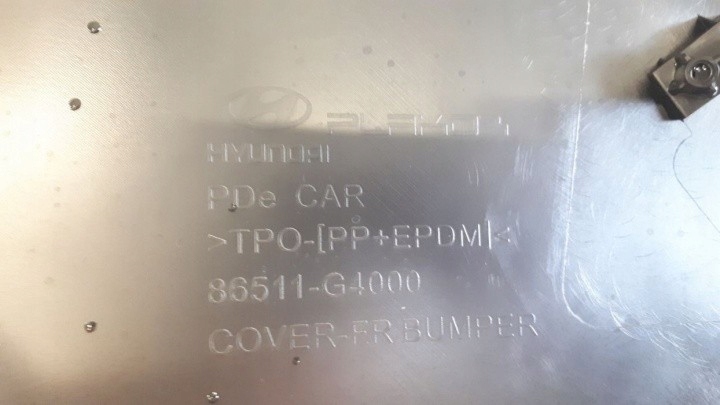 HYUNDAI
PDe CAR
>TPO-[PP+EPDM]<
86511-G4000
COVER-FR BUMPER